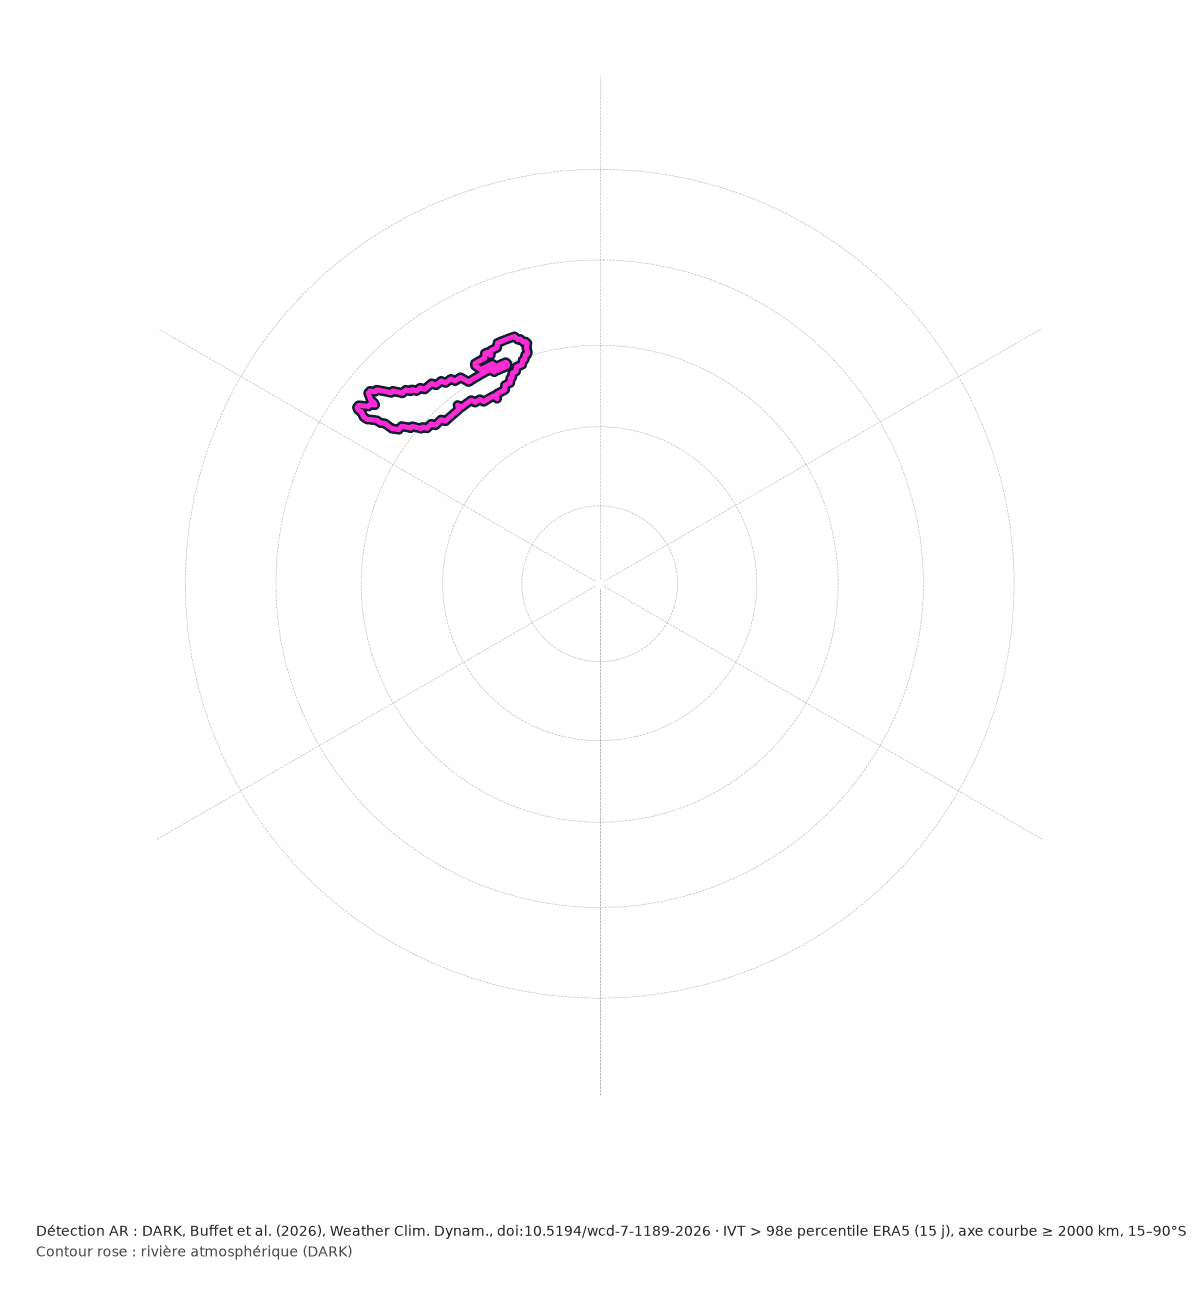 Détection AR : DARK, Buffet et al. (2026), Weather Clim. Dynam., doi:10.5194/wcd-7-1189-2026 · IVT > 98e percentile ERA5 (15 j), axe courbe ≥ 2000 km, 15–90°S
Contour rose : rivière atmosphérique (DARK)